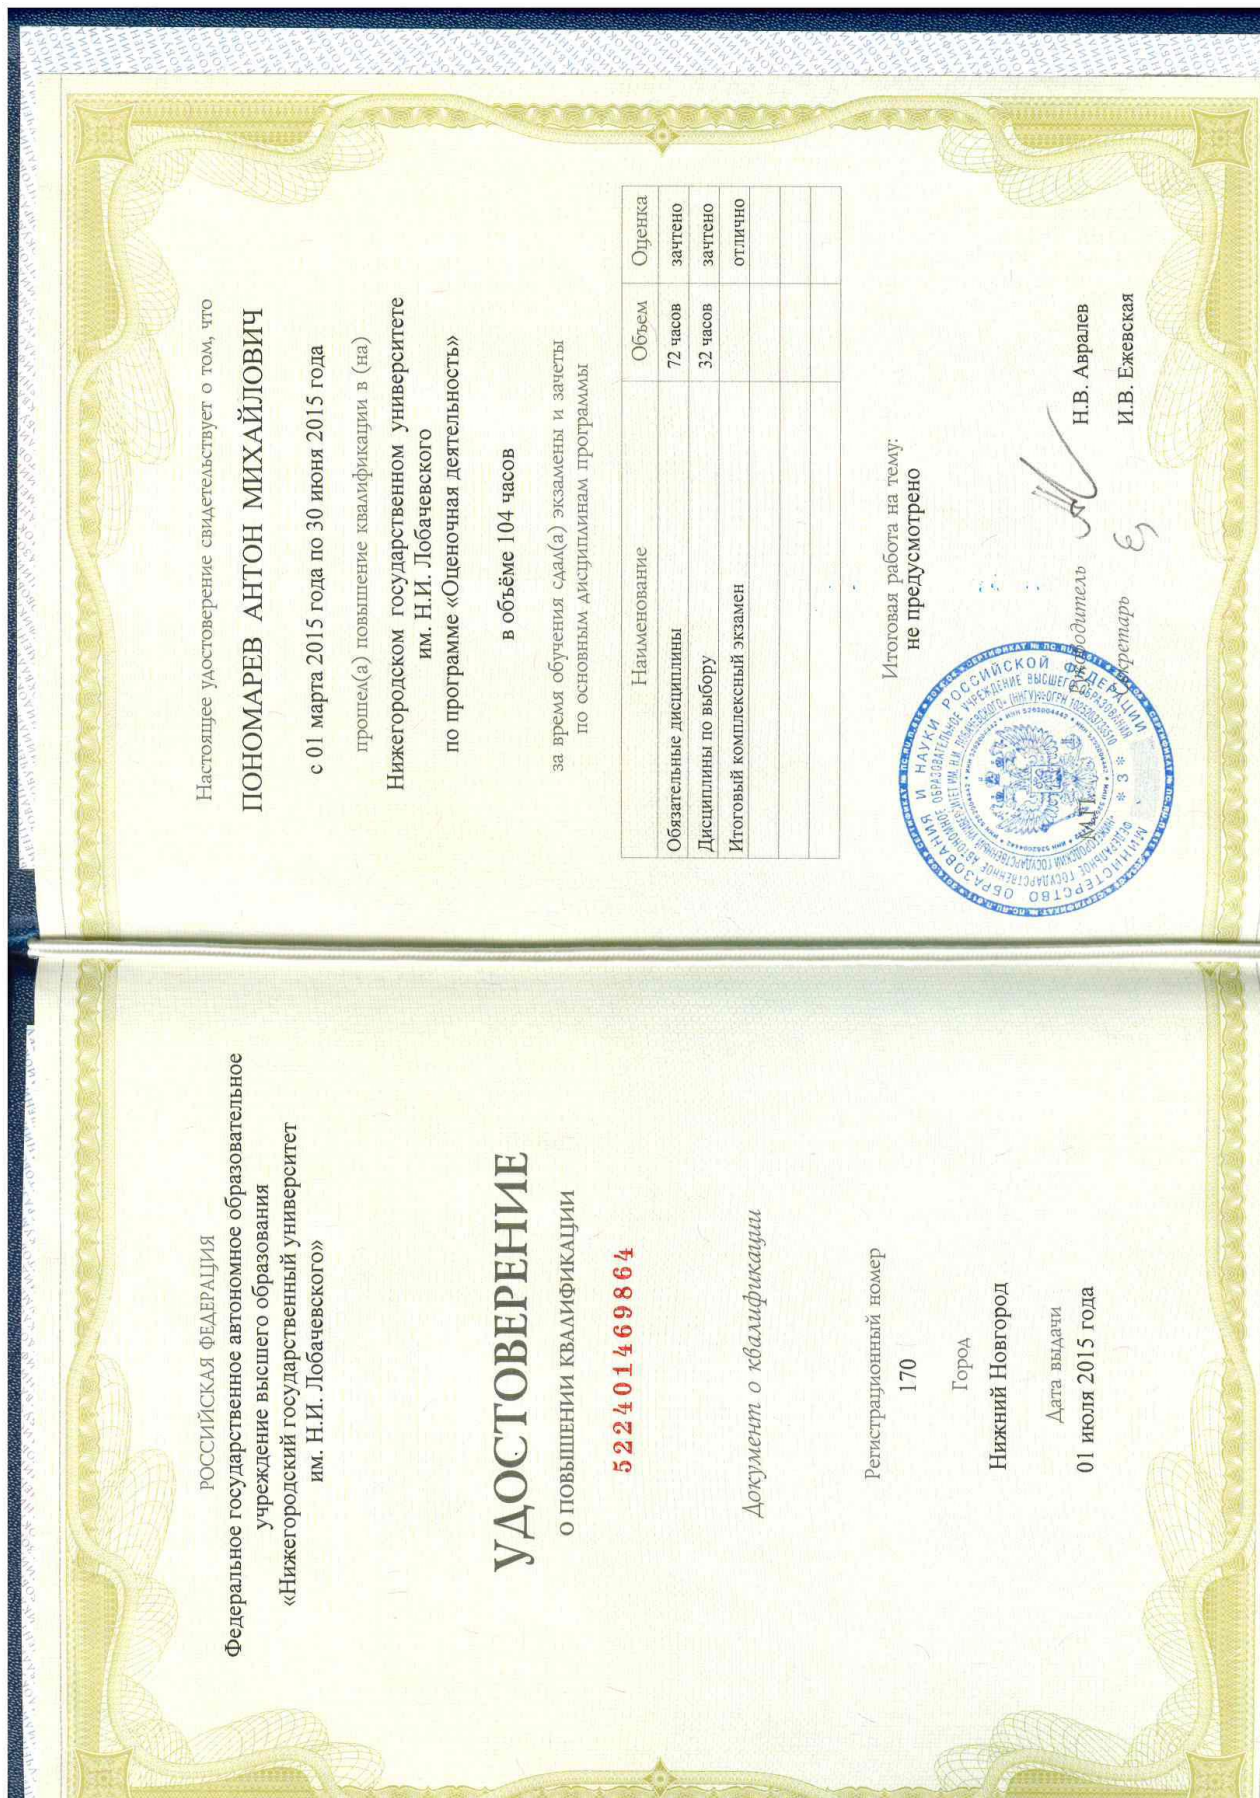 РОССИЙСКАЯ ФЕДЕРАЦИЯ
Федеральное государственное автономное образовательное
учреждение высшего образования
«Нижегородский государственный университет
им. Н.И. Лобачевского»
УДОСТОВЕРЕНИЕ
О ПОВЫШЕНИИ КВАЛИФИКАЦИИ
522401469864
Документ о квалификации
Регистрационный номер
170
Город
Нижний Новгород
Дата выдачи
01 июля 2015 года
Настоящее удостоверение свидетельствует о том, что
ПОНОМАРЕВ АНТОН МИХАЙЛОВИЧ
с 01 марта 2015 года по 30 июня 2015 года
прошел(а) повышение квалификации в (на)
Нижегородском государственном университете
им. Н.И. Лобачевского
по программе «Оценочная деятельность»
в объёме 104 часов
за время обучения сдал(а) экзамены и зачеты
по основным дисциплинам программы
Наименование Объем Оценка
Обязательные дисциплины 72 часов зачтено
Дисциплины по выбору 32 часов зачтено
Итоговый комплексный экзамен отлично
Итоговая работа на тему:
не предусмотрено
Руководитель Н.В. Авралев
М.П. Секретарь И.В. Ежевская
МИНИСТЕРСТВО ОБРАЗОВАНИЯ И НАУКИ РОССИЙСКОЙ ФЕДЕРАЦИИ * 3 *